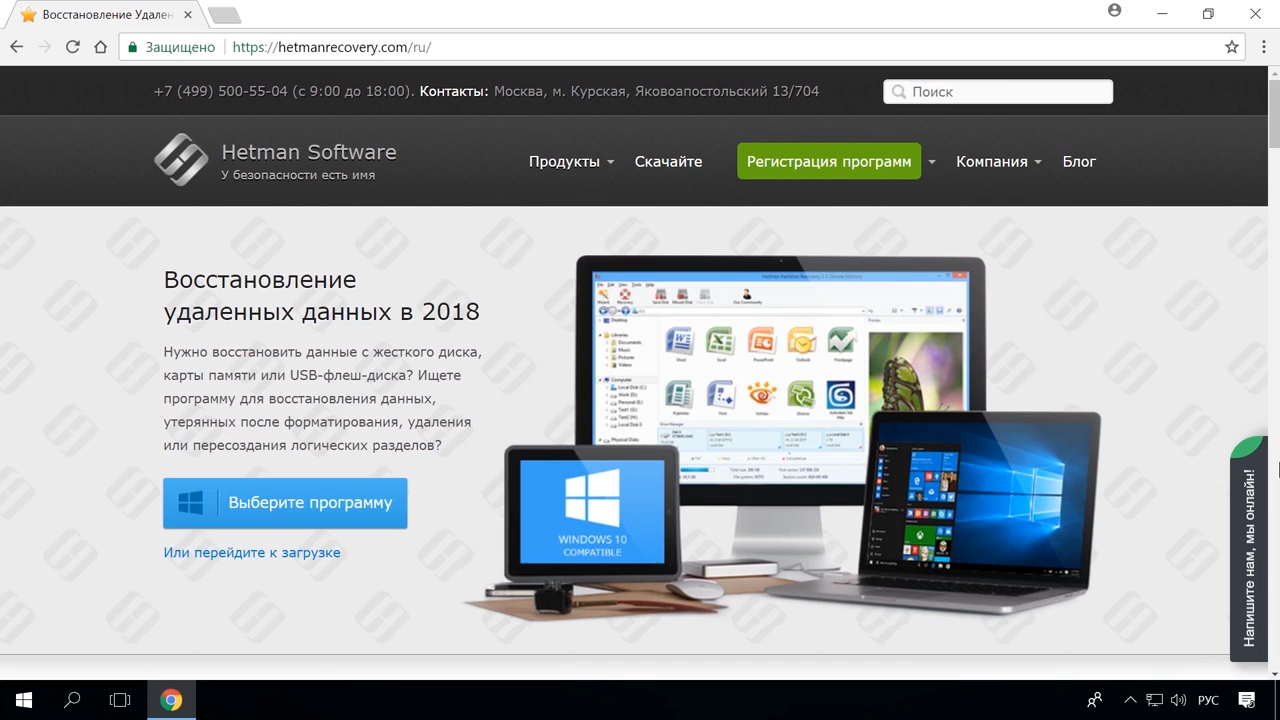 Восстановление Удален
Защищено
https://hetmanrecovery.com/ru/
+7 (499) 500-55-04 (с 9:00 до 18:00). Контакты: Москва, м. Курская, Яковоапостольский 13/704
Поиск
Hetman Software
У безопасности есть имя
Продукты
Скачайте
Регистрация программ
Компания
Блог
Восстановление
удаленных данных в 2018
Нужно восстановить данные с жесткого диска,
карты памяти или USB-флеш диска? Ищете
программу для восстановления данных,
утерянных после форматирования, удаления
или пересоздания логических разделов?
Выберите программу
Или перейдите к загрузке
WINDOWS 10
COMPATIBLE
Напишите нам, мы онлайн!
РУС